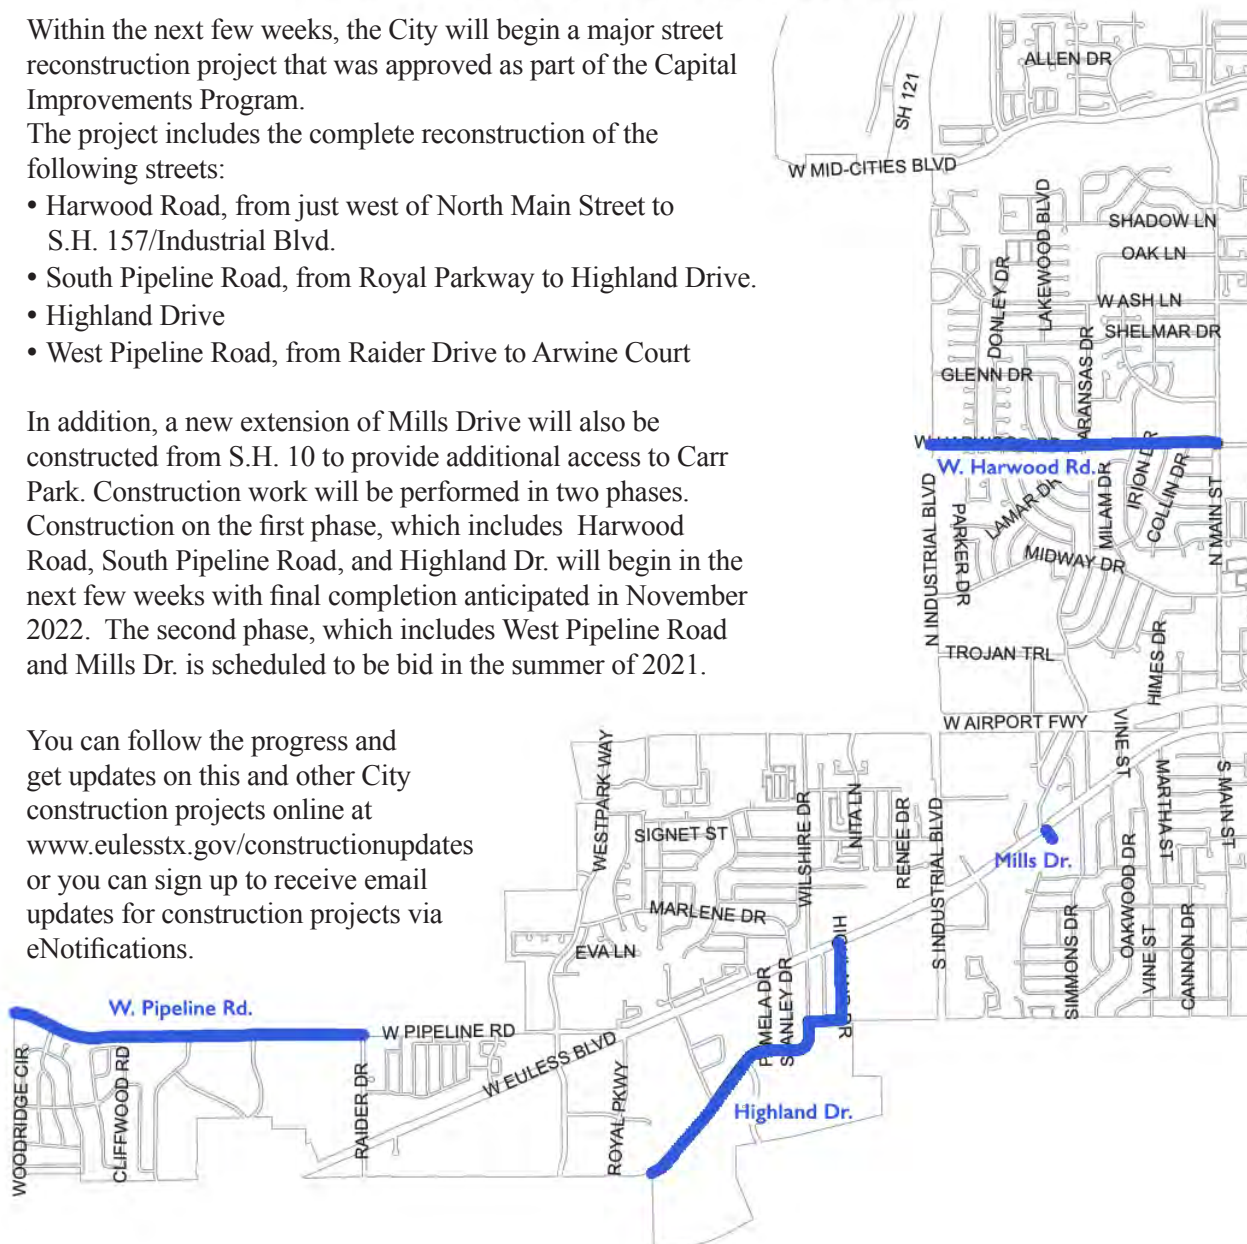 Within the next few weeks, the City will begin a major street
reconstruction project that was approved as part of the Capital
Improvements Program.
The project includes the complete reconstruction of the
following streets:
• Harwood Road, from just west of North Main Street to
S.H. 157/Industrial Blvd.
• South Pipeline Road, from Royal Parkway to Highland Drive.
• Highland Drive
• West Pipeline Road, from Raider Drive to Arwine Court
In addition, a new extension of Mills Drive will also be
constructed from S.H. 10 to provide additional access to Carr
Park. Construction work will be performed in two phases.
Construction on the first phase, which includes  Harwood
Road, South Pipeline Road, and Highland Dr. will begin in the
next few weeks with final completion anticipated in November
2022.  The second phase, which includes West Pipeline Road
and Mills Dr. is scheduled to be bid in the summer of 2021.
You can follow the progress and
get updates on this and other City
construction projects online at
www.eulesstx.gov/constructionupdates
or you can sign up to receive email
updates for construction projects via
eNotifications.
ALLEN DR
SH 121
W MID-CITIES BLVD
LAKEWOOD BLVD
SHADOW LN
OAK LN
DONLEY DR
W ASH LN
SHELMAR DR
ARANSAS DR
GLENN DR
W. Harwood Rd.
N INDUSTRIAL BLVD
PARKER DR
LAMAR DR
MILAM DR
IRION DR
COLLIN DR
N MAIN ST
MIDWAY DR
TROJAN TRL
HIMES DR
W AIRPORT FWY
VINE ST
MARTHA ST
S MAIN ST
WESTPARK WAY
SIGNET ST
WILSHIRE DR
NITA LN
RENEE DR
S INDUSTRIAL BLVD
Mills Dr.
MARLENE DR
EVA LN
SIMMONS DR
OAKWOOD DR
VINE ST
CANNON DR
STANLEY DR
W. Pipeline Rd.
W PIPELINE RD
W EULESS BLVD
WOODRIDGE CIR
CLIFFWOOD RD
RAIDER DR
ROYAL PKWY
Highland Dr.